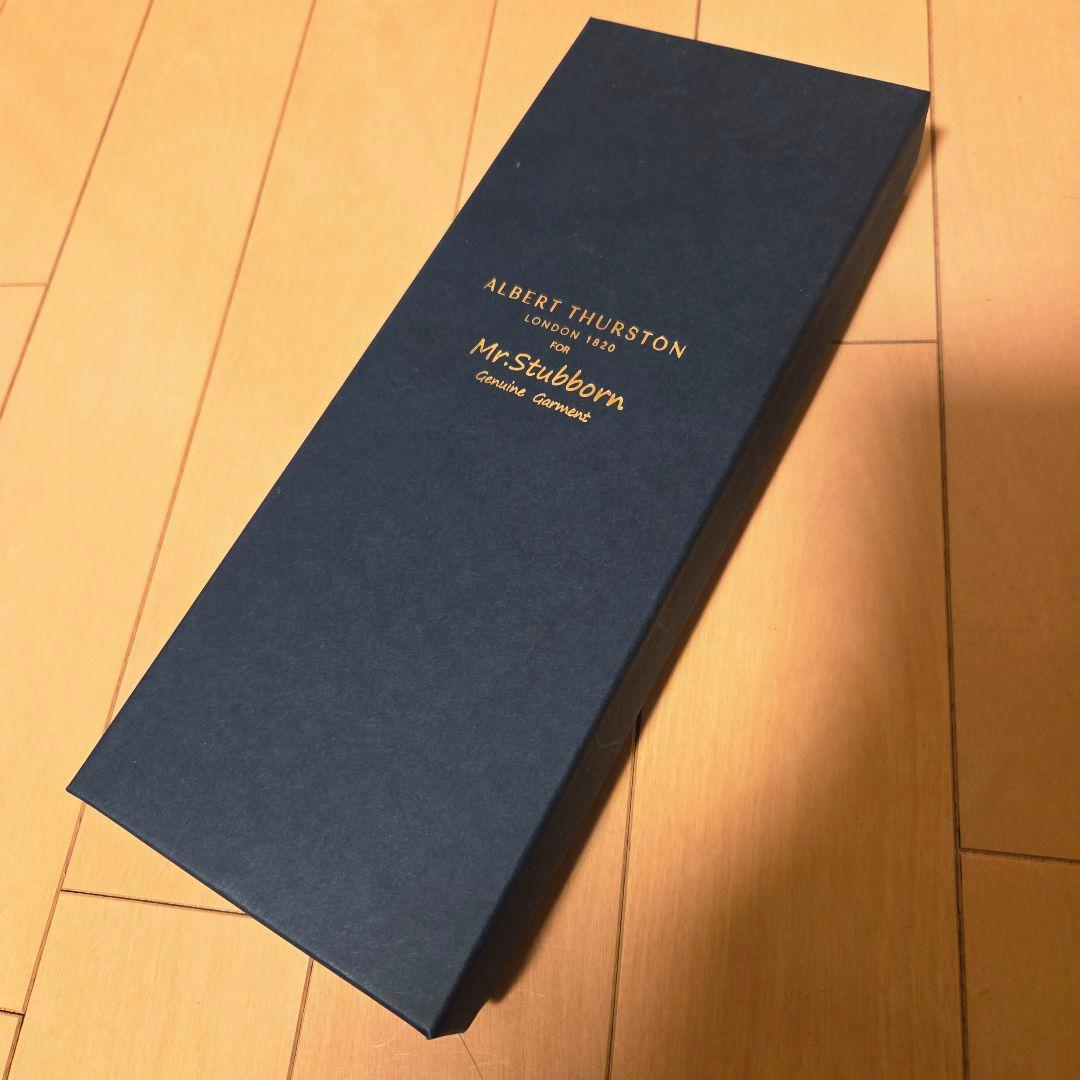 ALBERT THURSTON
LONDON 1820
FOR
Mr.Stubborn
Genuine Garment